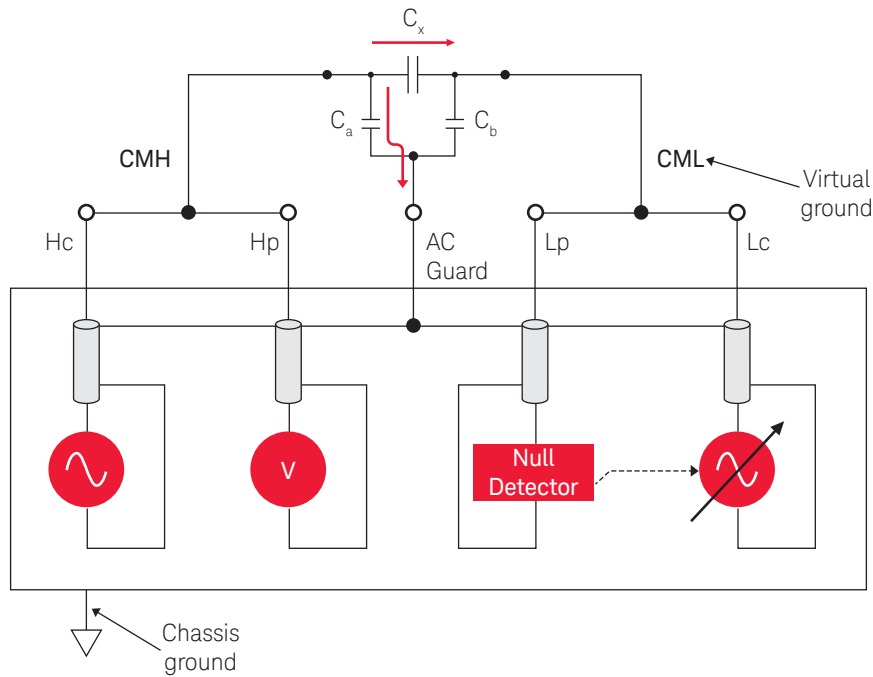 Cx
Ca
Cb
CMH
CML
Virtual
ground
Hc
Hp
AC
Guard
Lp
Lc
V
Null
Detector
Chassis
ground